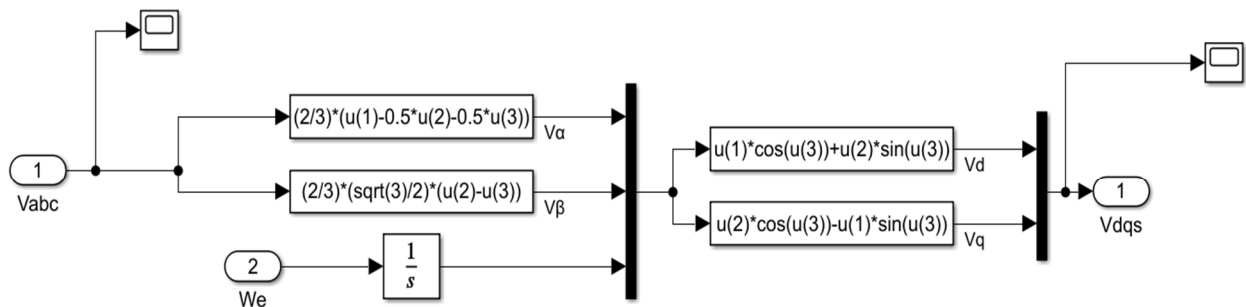 (2/3)*(u(1)-0.5*u(2)-0.5*u(3))
Vα
u(1)*cos(u(3))+u(2)*sin(u(3))
Vd
1
Vabc
(2/3)*(sqrt(3)/2)*(u(2)-u(3))
Vβ
1
Vdqs
u(2)*cos(u(3))-u(1)*sin(u(3))
Vq
2
We
1
s